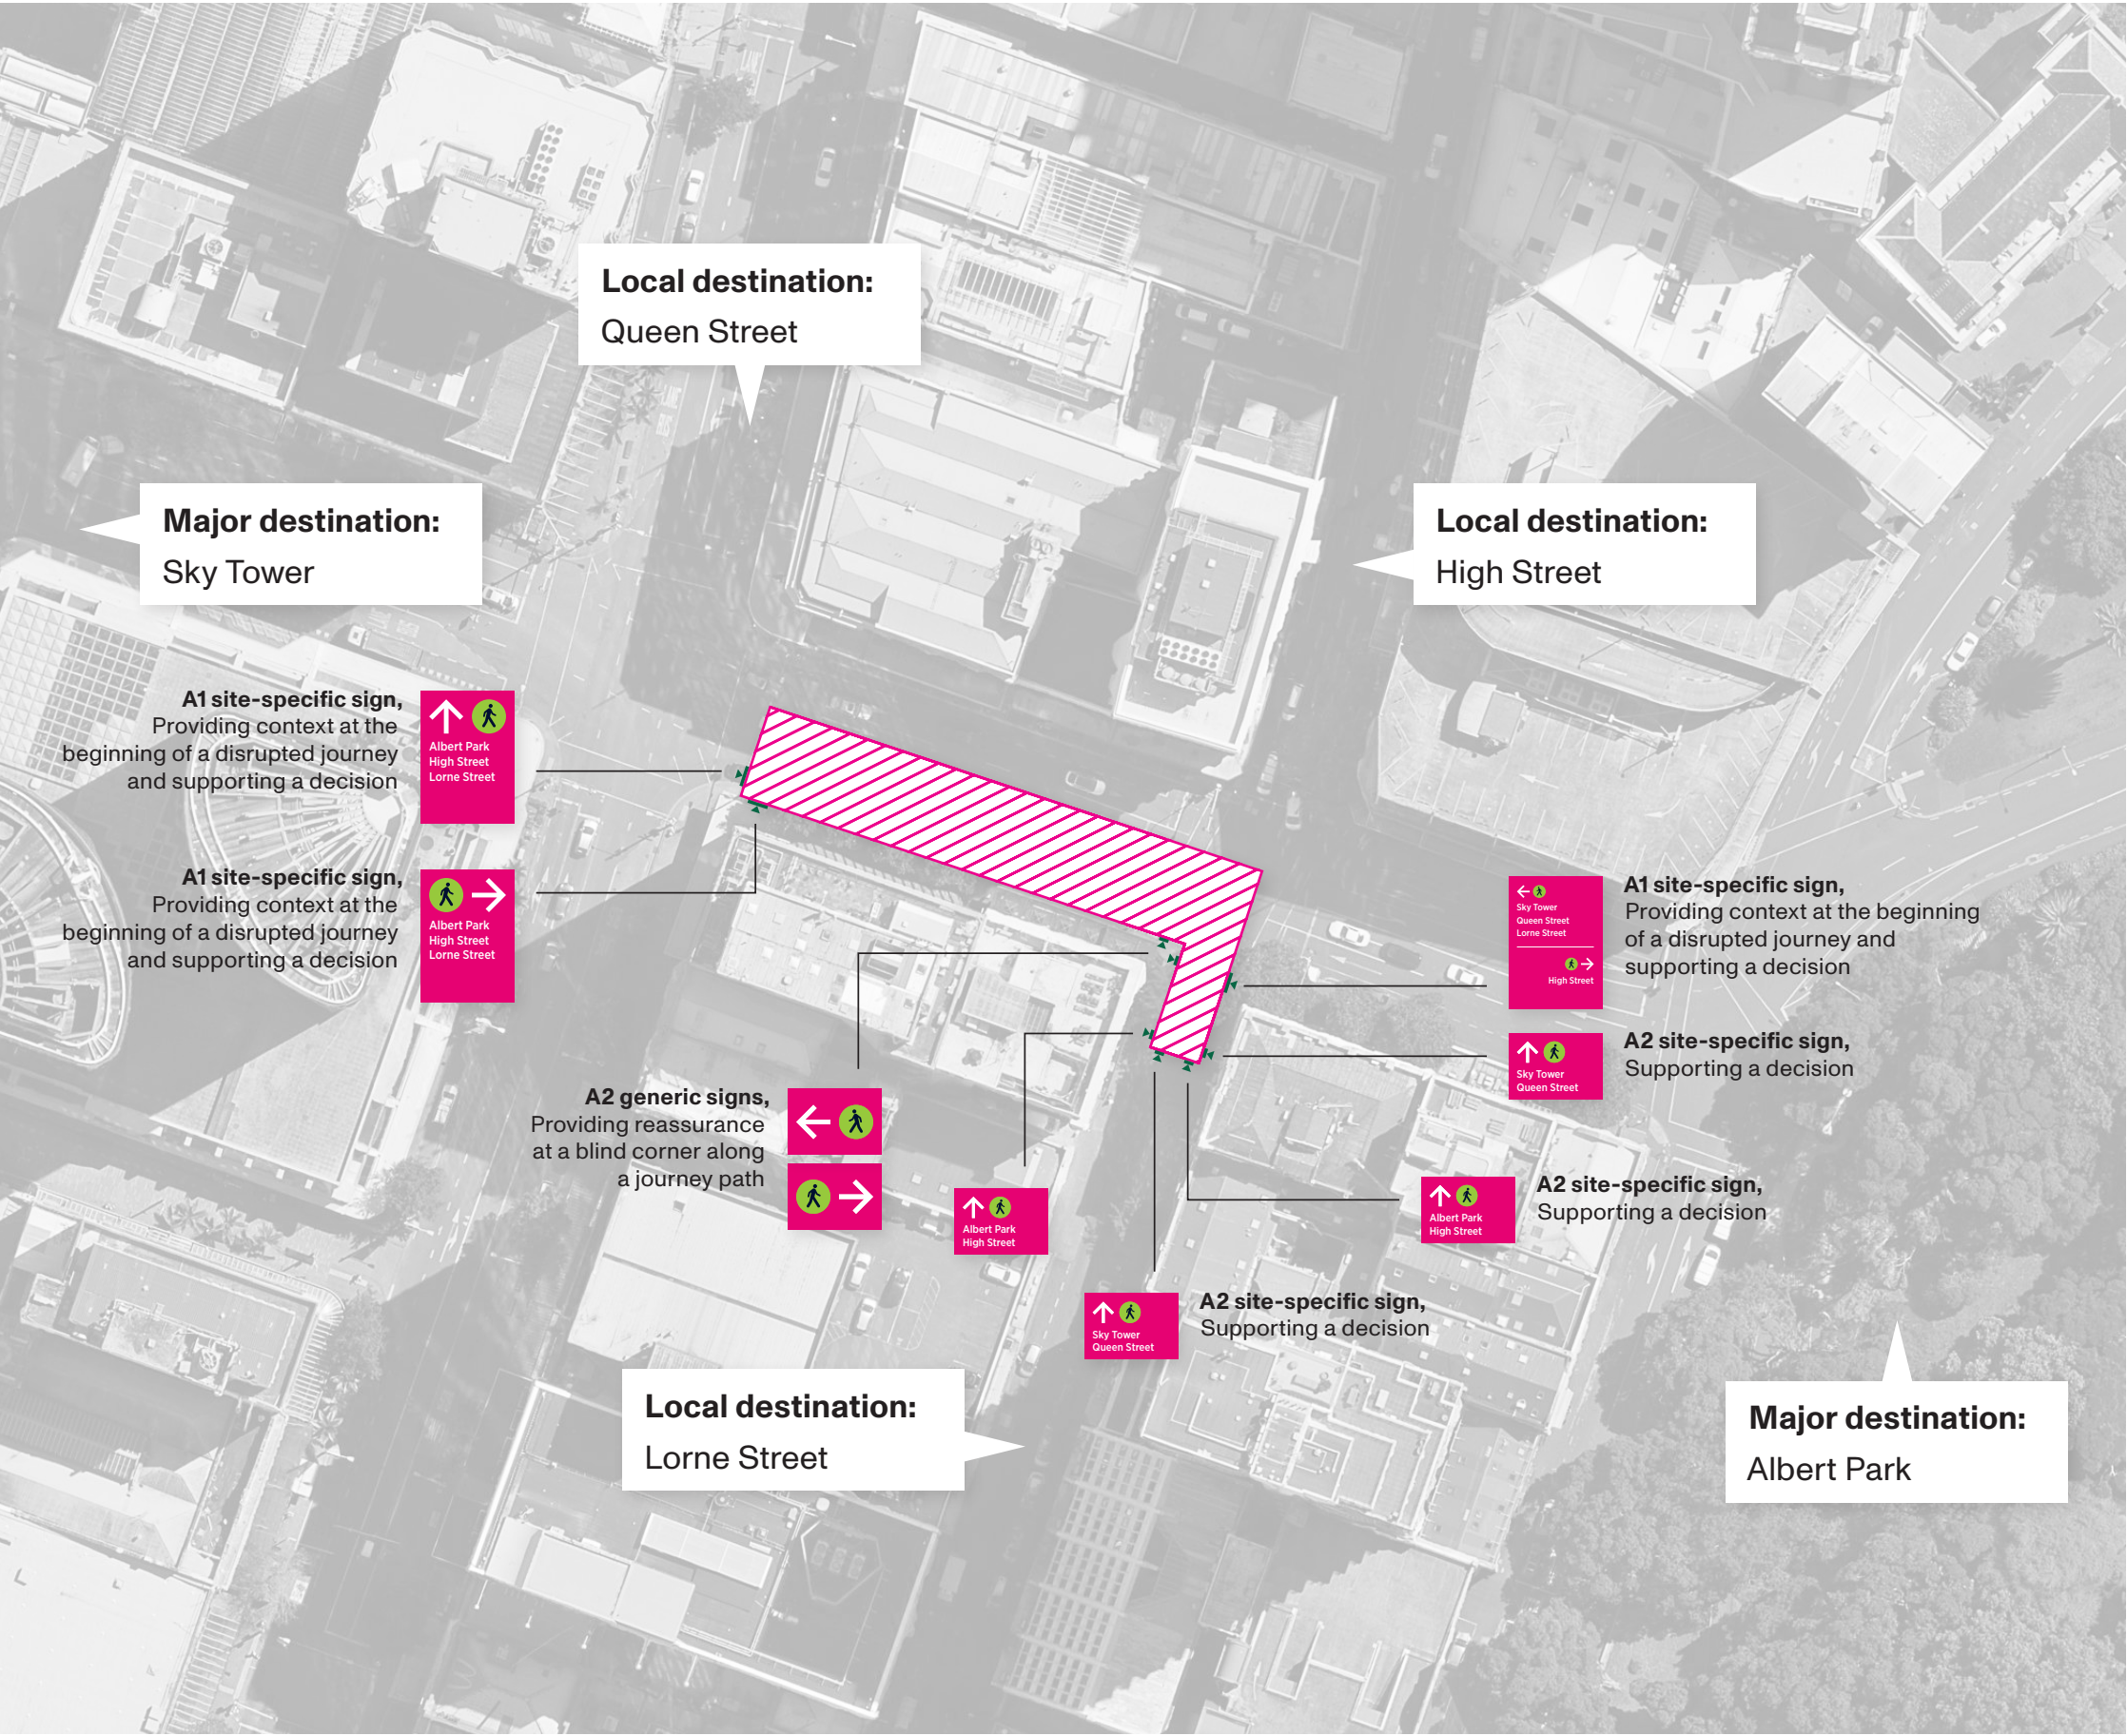 Local destination:
Queen Street
Major destination:
Sky Tower
Local destination:
High Street
A1 site-specific sign,
Providing context at the
beginning of a disrupted journey
and supporting a decision
Albert Park
High Street
Lorne Street
A1 site-specific sign,
Providing context at the
beginning of a disrupted journey
and supporting a decision
Albert Park
High Street
Lorne Street
Sky Tower
Queen Street
Lorne Street
High Street
A1 site-specific sign,
Providing context at the beginning
of a disrupted journey and
supporting a decision
Sky Tower
Queen Street
A2 site-specific sign,
Supporting a decision
A2 generic signs,
Providing reassurance
at a blind corner along
a journey path
Albert Park
High Street
Albert Park
High Street
A2 site-specific sign,
Supporting a decision
Sky Tower
Queen Street
A2 site-specific sign,
Supporting a decision
Local destination:
Lorne Street
Major destination:
Albert Park